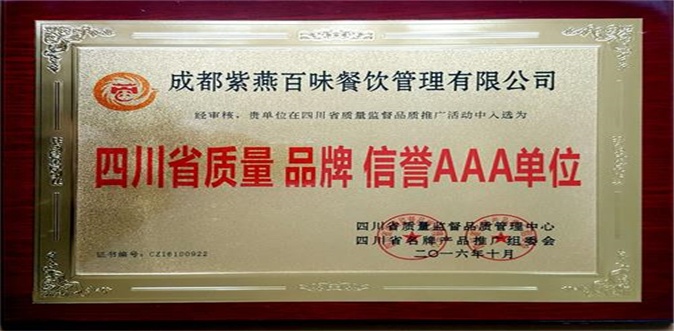 成都紫燕百味餐饮管理有限公司
经审核，贵单位在四川省质量监督品质推广活动中入选为
四川省质量 品牌 信誉AAA单位
四川省质量监督品质管理中心
四川省名牌产品推广组委会
证书编号：CZ16100922
二〇一六年十月